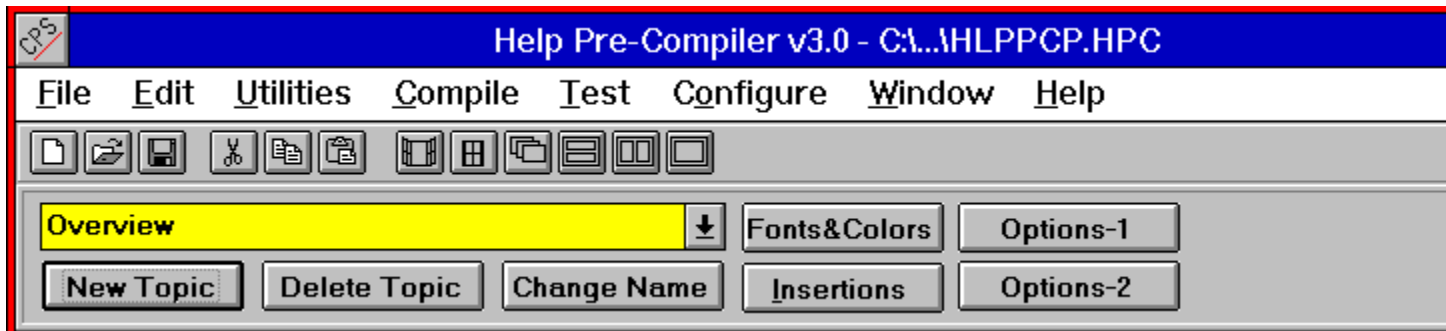 CPS Help Pre-Compiler v3.0 - C:\...\HLPPCP.HPC
File Edit Utilities Compile Test Configure Window Help
Overview Fonts&Colors Options-1
New Topic Delete Topic Change Name Insertions Options-2